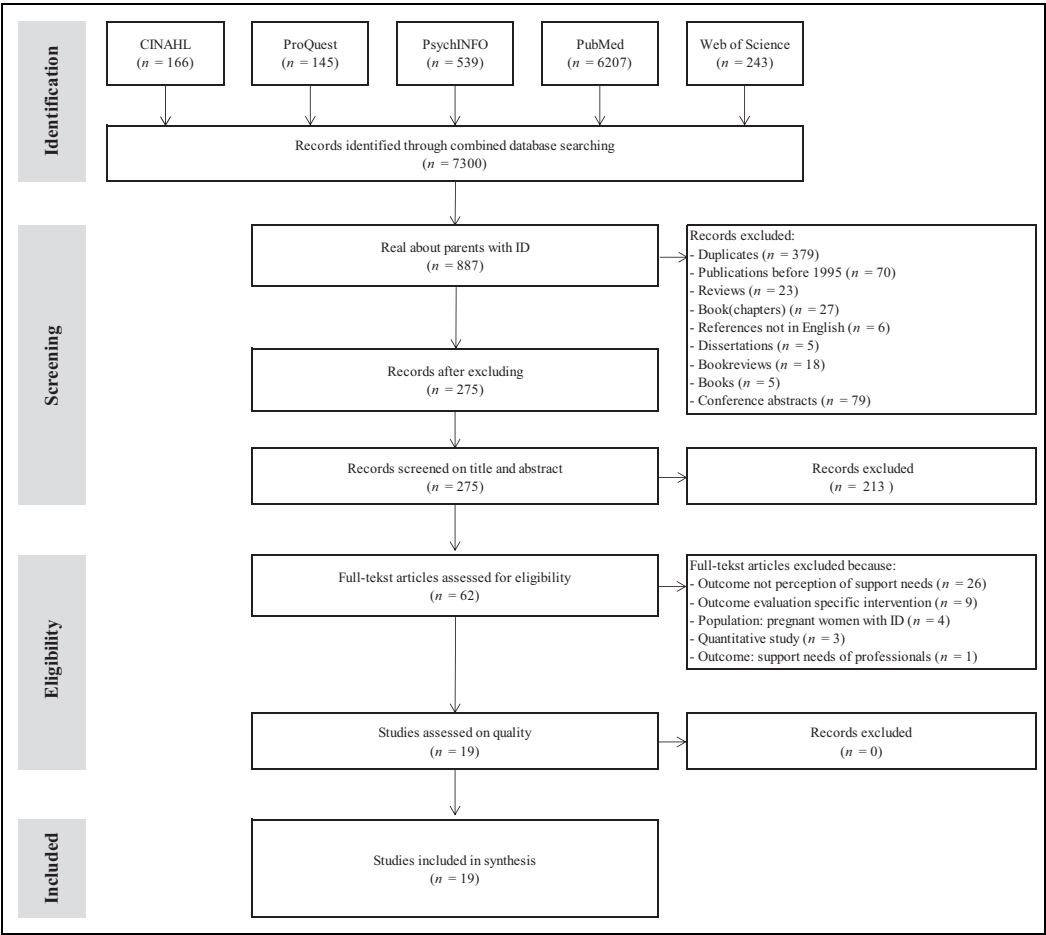 Identification
CINAHL
(n = 166)
ProQuest
(n = 145)
PsychINFO
(n = 539)
PubMed
(n = 6207)
Web of Science
(n = 243)
Records identified through combined database searching
(n = 7300)
Screening
Real about parents with ID
(n = 887)
Records excluded:
- Duplicates (n = 379)
- Publications before 1995 (n = 70)
- Reviews (n = 23)
- Book(chapters) (n = 27)
- References not in English (n = 6)
- Dissertations (n = 5)
- Bookreviews (n = 18)
- Books (n = 5)
- Conference abstracts (n = 79)
Records after excluding
(n = 275)
Records screened on title and abstract
(n = 275)
Records excluded
(n = 213 )
Eligibility
Full-tekst articles assessed for eligibility
(n = 62)
Full-tekst articles excluded because:
- Outcome not perception of support needs (n = 26)
- Outcome evaluation specific intervention (n = 9)
- Population: pregnant women with ID (n = 4)
- Quantitative study (n = 3)
- Outcome: support needs of professionals (n = 1)
Studies assessed on quality
(n = 19)
Records excluded
(n = 0)
Included
Studies included in synthesis
(n = 19)